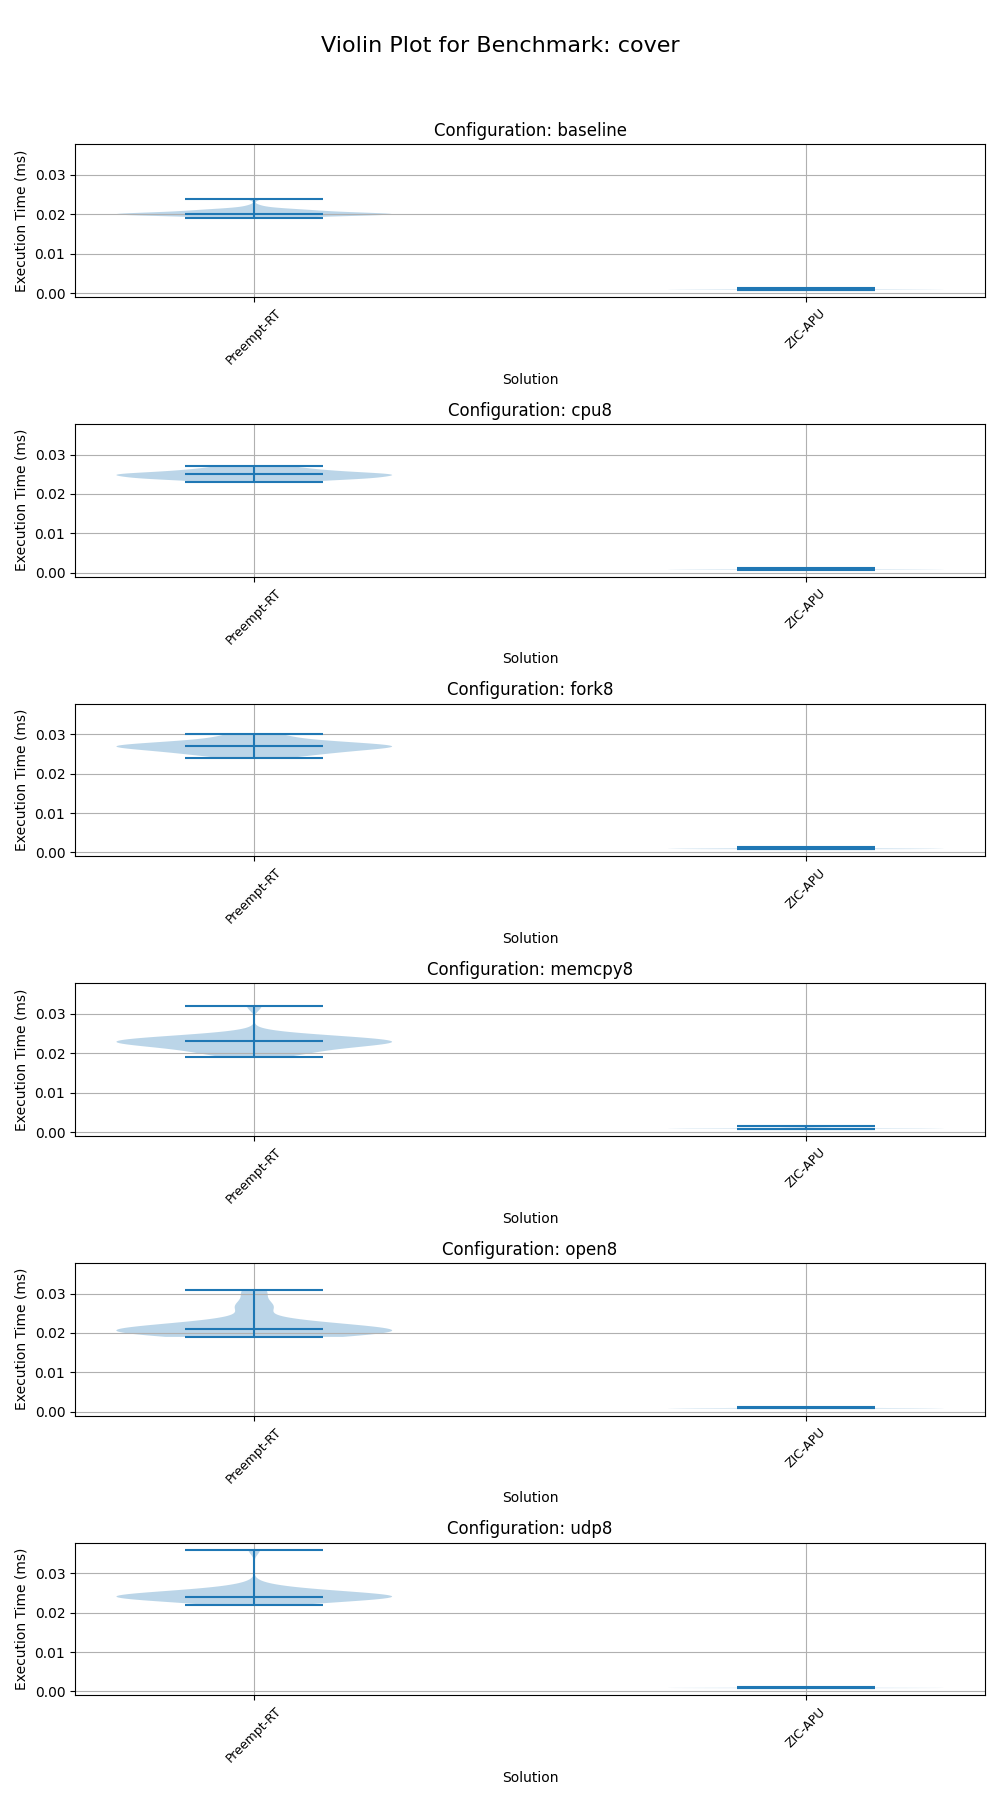 Violin Plot for Benchmark: cover
Configuration: baseline
Execution Time (ms)
0.03
0.02
0.01
0.00
Preempt-RT
ZIC-APU
Solution
Configuration: cpu8
Execution Time (ms)
0.03
0.02
0.01
0.00
Preempt-RT
ZIC-APU
Solution
Configuration: fork8
Execution Time (ms)
0.03
0.02
0.01
0.00
Preempt-RT
ZIC-APU
Solution
Configuration: memcpy8
Execution Time (ms)
0.03
0.02
0.01
0.00
Preempt-RT
ZIC-APU
Solution
Configuration: open8
Execution Time (ms)
0.03
0.02
0.01
0.00
Preempt-RT
ZIC-APU
Solution
Configuration: udp8
Execution Time (ms)
0.03
0.02
0.01
0.00
Preempt-RT
ZIC-APU
Solution